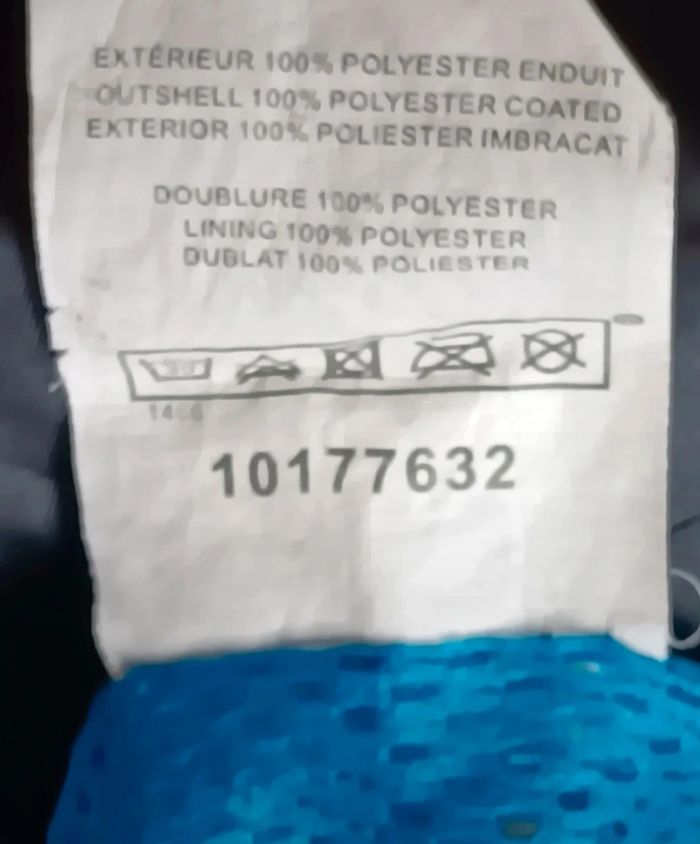 EXTÉRIEUR 100% POLYESTER ENDUIT
OUTSHELL 100% POLYESTER COATED
EXTERIOR 100% POLIESTER IMBRACAT
DOUBLURE 100% POLYESTER
LINING 100% POLYESTER
DUBLAT 100% POLIESTER
10177632